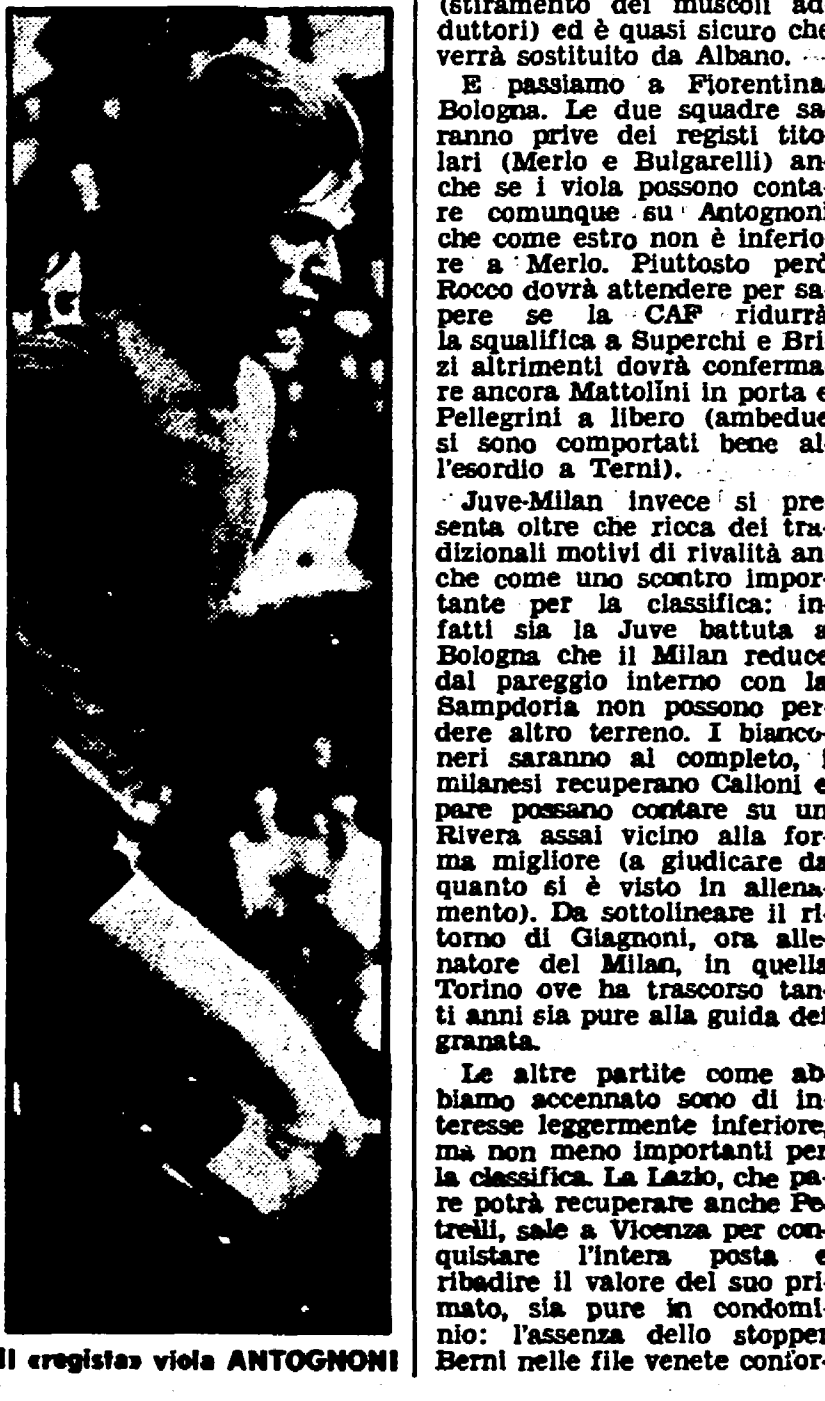 (stiramento dei muscoli ad
duttori) ed è quasi sicuro che
verrà sostituito da Albano.
E passiamo a Fiorentina
Bologna. Le due squadre sa
ranno prive dei registi tito
lari (Merlo e Bulgarelli) an
che se i viola possono conta
re comunque su Antognoni
che come estro non è inferio
re a Merlo. Piuttosto però
Rocco dovrà attendere per sa
pere se la CAF ridurrà
la squalifica a Superchi e Bri
zi altrimenti dovrà conferma
re ancora Mattolini in porta e
Pellegrini a libero (ambedue
si sono comportati bene al
l'esordio a Terni).
Juve-Milan invece si pre
senta oltre che ricca dei tra-
dizionali motivi di rivalità an
che come uno scontro impor-
tante per la classifica: in-
fatti sia la Juve battuta a
Bologna che il Milan reduce
dal pareggio interno con la
Sampdoria non possono per-
dere altro terreno. I bianco-
neri saranno al completo, i
milanesi recuperano Calloni e
pare possano contare su un
Rivera assai vicino alla for-
ma migliore (a giudicare da
quanto si è visto in allena-
mento). Da sottolineare il ri-
torno di Giagnoni, ora alle-
natore del Milan, in quella
Torino ove ha trascorso tan-
ti anni sia pure alla guida dei
granata.
Le altre partite come ab
biamo accennato sono di in-
teresse leggermente inferiore,
ma non meno importanti per
la classifica. La Lazio, che pa-
re potrà recuperare anche Pe-
trelli, sale a Vicenza per con-
quistare l'intera posta e
ribadire il valore del suo pri-
mato, sia pure in condomi-
nio: l'assenza dello stopper
Berni nelle file venete confor-
Il «regista» viola ANTOGNONI